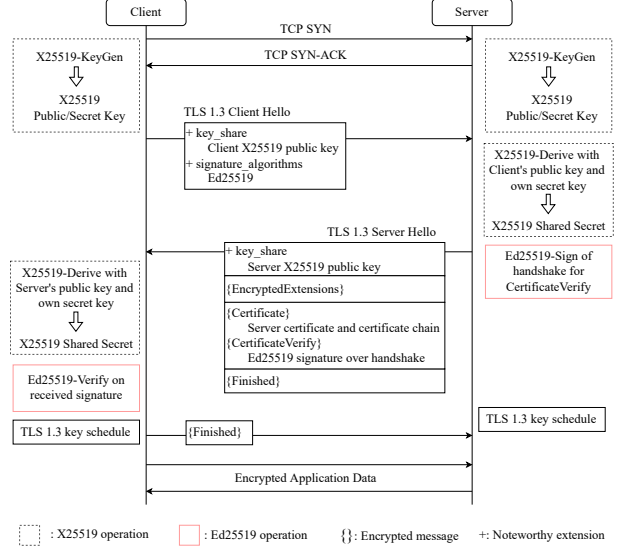 Client
Server
TCP SYN
TCP SYN-ACK
X25519-KeyGen
X25519
Public/Secret Key
X25519-KeyGen
X25519
Public/Secret Key
TLS 1.3 Client Hello
+ key_share
Client X25519 public key
+ signature_algorithms
Ed25519
X25519-Derive with
Client's public key and
own secret key
X25519 Shared Secret
TLS 1.3 Server Hello
+ key_share
Server X25519 public key
{EncryptedExtensions}
{Certificate}
Server certificate and certificate chain
{CertificateVerify}
Ed25519 signature over handshake
{Finished}
Ed25519-Sign of
handshake for
CertificateVerify
X25519-Derive with
Server's public key and
own secret key
X25519 Shared Secret
Ed25519-Verify on
received signature
TLS 1.3 key schedule
{Finished}
TLS 1.3 key schedule
Encrypted Application Data
: X25519 operation
: Ed25519 operation
{}: Encrypted message
+: Noteworthy extension